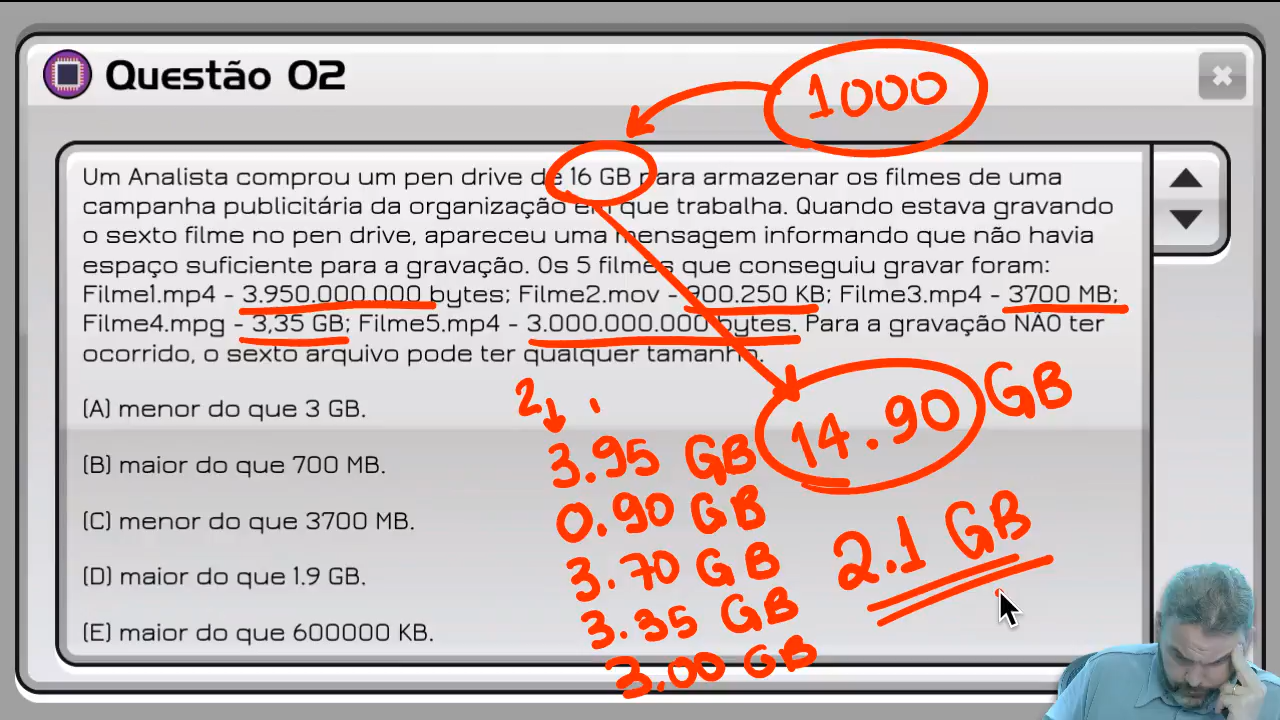 Questão 02
1000
Um Analista comprou um pen drive de 16 GB para armazenar os filmes de uma
campanha publicitária da organização em que trabalha. Quando estava gravando
o sexto filme no pen drive, apareceu uma mensagem informando que não havia
espaço suficiente para a gravação. Os 5 filmes que conseguiu gravar foram:
Filme1.mp4 - 3.950.000.000 bytes; Filme2.mov - 900.250 KB; Filme3.mp4 - 3700 MB;
Filme4.mpg - 3,35 GB; Filme5.mp4 - 3.000.000.000 bytes. Para a gravação NÃO ter
ocorrido, o sexto arquivo pode ter qualquer tamanho.
(A) menor do que 3 GB.
(B) maior do que 700 MB.
(C) menor do que 3700 MB.
(D) maior do que 1.9 GB.
(E) maior do que 600000 KB.
2
3.95 GB
0.90 GB
3.70 GB
3.35 GB
3.00 GB
14.90 GB
2.1 GB